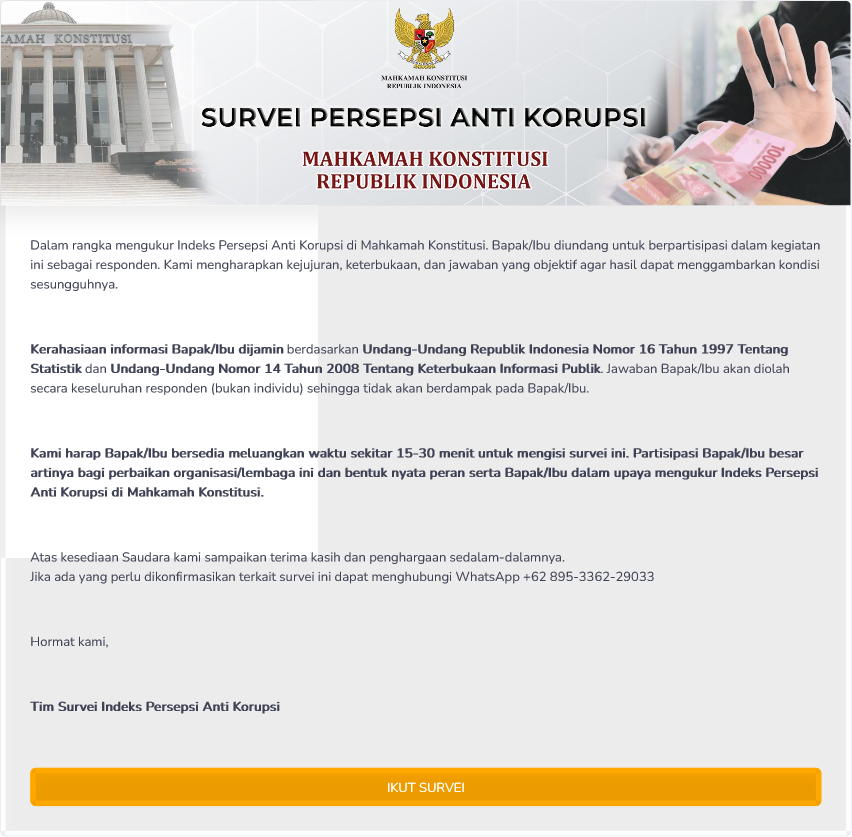 KAMAH KONSTITUSI
MAHKAMAH KONSTITUSI
REPUBLIK INDONESIA
SURVEI PERSEPSI ANTI KORUPSI
MAHKAMAH KONSTITUSI
REPUBLIK INDONESIA
100000
Dalam rangka mengukur Indeks Persepsi Anti Korupsi di Mahkamah Konstitusi. Bapak/Ibu diundang untuk berpartisipasi dalam kegiatan
ini sebagai responden. Kami mengharapkan kejujuran, keterbukaan, dan jawaban yang objektif agar hasil dapat menggambarkan kondisi
sesungguhnya.
Kerahasiaan informasi Bapak/Ibu dijamin berdasarkan Undang-Undang Republik Indonesia Nomor 16 Tahun 1997 Tentang
Statistik dan Undang-Undang Nomor 14 Tahun 2008 Tentang Keterbukaan Informasi Publik. Jawaban Bapak/Ibu akan diolah
secara keseluruhan responden (bukan individu) sehingga tidak akan berdampak pada Bapak/Ibu.
Kami harap Bapak/Ibu bersedia meluangkan waktu sekitar 15-30 menit untuk mengisi survei ini. Partisipasi Bapak/Ibu besar
artinya bagi perbaikan organisasi/lembaga ini dan bentuk nyata peran serta Bapak/Ibu dalam upaya mengukur Indeks Persepsi
Anti Korupsi di Mahkamah Konstitusi.
Atas kesediaan Saudara kami sampaikan terima kasih dan penghargaan sedalam-dalamnya.
Jika ada yang perlu dikonfirmasikan terkait survei ini dapat menghubungi WhatsApp +62 895-3362-29033
Hormat kami,
Tim Survei Indeks Persepsi Anti Korupsi
IKUT SURVEI